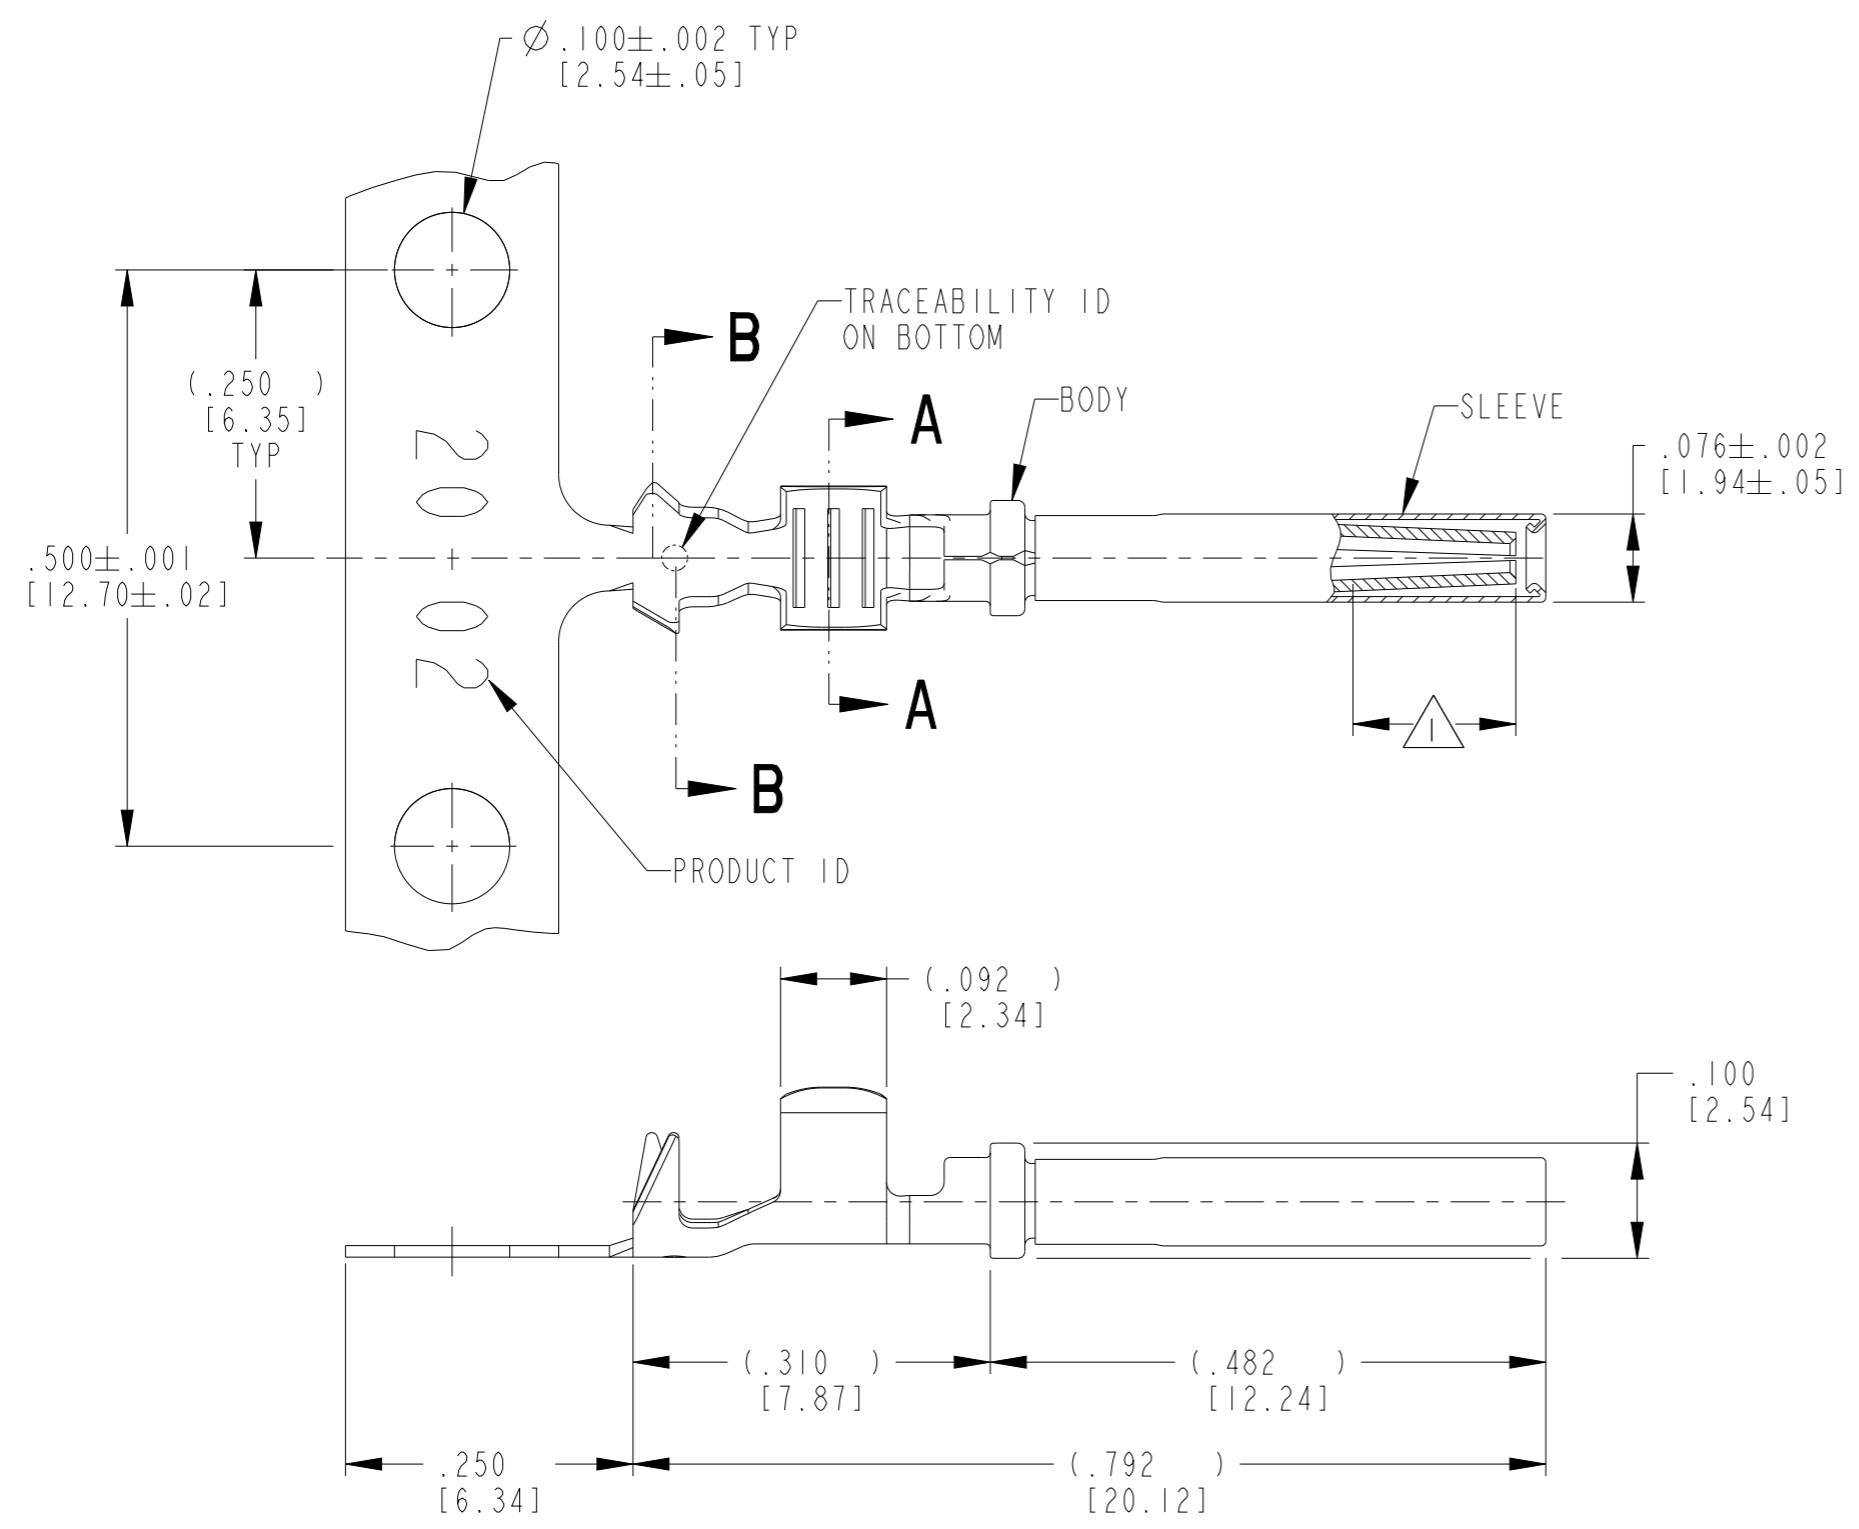 Ø .100±.002 TYP
[2.54±.05]
TRACEABILITY ID
ON BOTTOM
B
A
BODY
SLEEVE
(.250 )
[6.35]
TYP
.076±.002
[1.94±.05]
2002
.500±.001
[12.70±.02]
A
1
B
PRODUCT ID
(.092 )
[2.34]
.100
[2.54]
(.310 )
[7.87]
(.482 )
[12.24]
.250
[6.34]
(.792 )
[20.12]